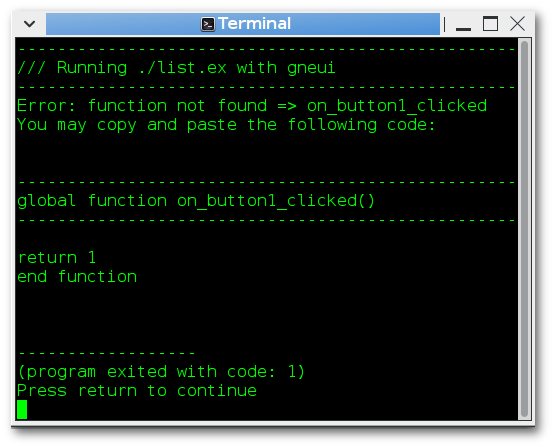 Terminal
--------------------------------------------------
/// Running ./list.ex with gneui
--------------------------------------------------
Error: function not found => on_button1_clicked
You may copy and paste the following code:
--------------------------------------------------
global function on_button1_clicked()
--------------------------------------------------
return 1
end function
------------------
(program exited with code: 1)
Press return to continue